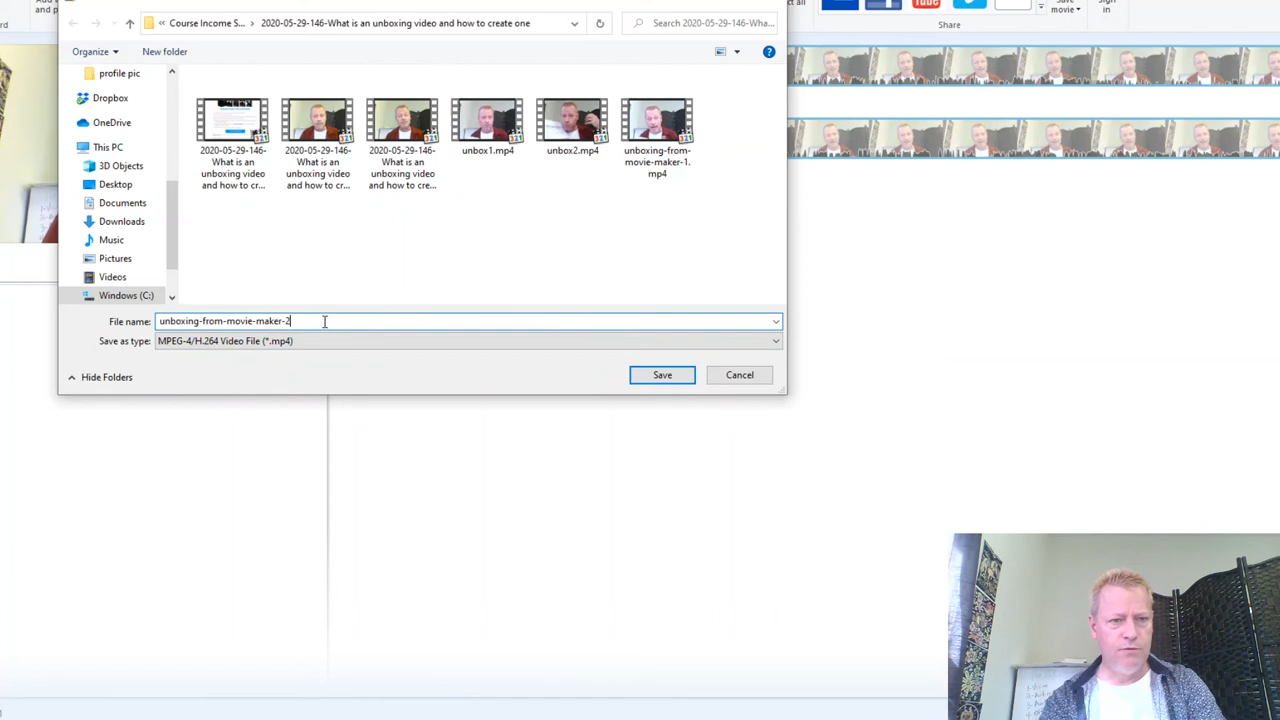 Course Income S... > 2020-05-29-146-What is an unboxing video and how to create one
Search 2020-05-29-146-Wha...
Organize
New folder
movie
in
Share
profile pic
Dropbox
OneDrive
This PC
3D Objects
Desktop
Documents
Downloads
Music
Pictures
Videos
Windows (C:)
2020-05-29-146-
What is an
unboxing video
and how to cr...
2020-05-29-146-
What is an
unboxing video
and how to cr...
2020-05-29-146-
What is an
unboxing video
and how to cre...
unbox1.mp4
unbox2.mp4
unboxing-from-
movie-maker-1.
mp4
File name: unboxing-from-movie-maker-2
Save as type: MPEG-4/H.264 Video File (*.mp4)
Hide Folders
Save
Cancel